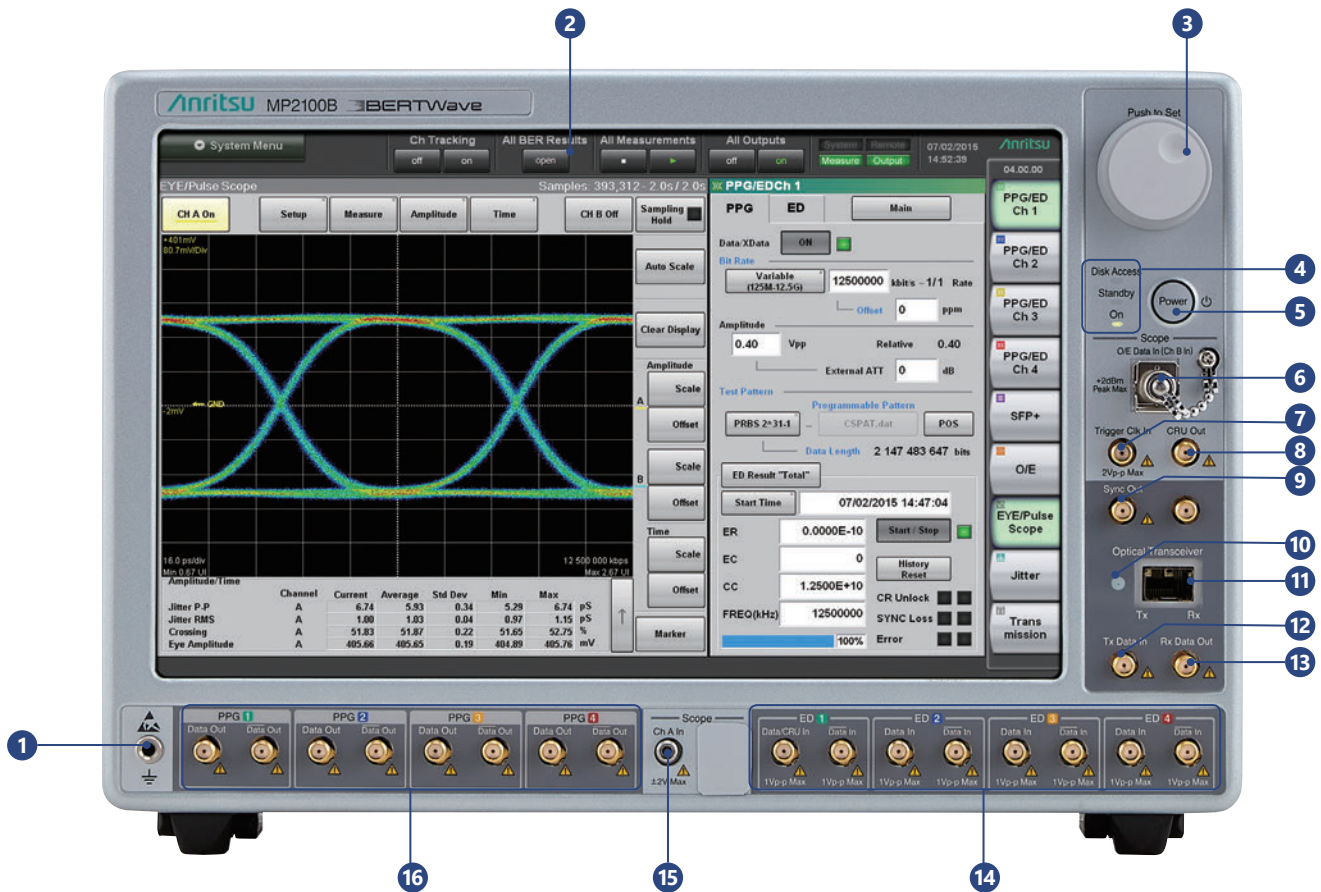 2
3
Anritsu MP2100B BERTWave
Push to Set
System Menu
Ch Tracking
off on
All BER Results
open
All Measurements
All Outputs
off on
System Remote
Measure Output
07/02/2015
14:52:39
Anritsu
04.00.00
EYE/Pulse Scope
Samples: 393,312 - 2.0s / 2.0s
CH A On
Setup
Measure
Amplitude
Time
CH B Off
Sampling
Hold
+401mV
80.7mV/Div
-2mV
GND
16.0 ps/div
Min 0.67 UI
12 500 000 kbps
Max 2.67 UI
Auto Scale
Clear Display
Amplitude
A
Scale
Offset
B
Scale
Offset
Time
Scale
Offset
Marker
Amplitude/Time
Channel Current Average Std Dev Min Max
Jitter P-P A 6.74 5.93 0.34 5.29 6.74 pS
Jitter RMS A 1.00 1.03 0.04 0.97 1.15 pS
Crossing A 51.83 51.87 0.22 51.65 52.75 %
Eye Amplitude A 405.66 405.65 0.19 404.89 405.76 mV
PPG/EDCh 1
PPG
ED
Main
Data/XData
ON
Bit Rate
Variable
(125M-12.5G)
12500000 kbit/s - 1/1 Rate
Offset 0 ppm
Amplitude
0.40 Vpp
Relative 0.40
External ATT 0 dB
Test Pattern
Programmable Pattern
PRBS 2^31-1 - CSPAT.dat POS
Data Length 2 147 483 647 bits
ED Result "Total"
Start Time 07/02/2015 14:47:04
ER 0.0000E-10
Start / Stop
EC 0
History
Reset
CC 1.2500E+10
CR Unlock
FREQ(kHz) 12500000
SYNC Loss
100%
Error
PPG/ED
Ch 1
PPG/ED
Ch 2
PPG/ED
Ch 3
PPG/ED
Ch 4
SFP+
O/E
EYE/Pulse
Scope
Jitter
Trans
mission
Disk Access
Standby
On
4
Power
5
Scope
O/E Data In (Ch B In)
+2dBm
Peak Max
6
Trigger Clk In
2Vp-p Max
7
CRU Out
8
Sync Out
9
Optical Transceiver
10
11
Tx
Rx
Tx Data In
12
Rx Data Out
13
1
PPG 1
Data Out Data Out
PPG 2
Data Out Data Out
PPG 3
Data Out Data Out
PPG 4
Data Out Data Out
Scope
Ch A In
±2V Max
ED 1
Data/CRU In Data In
1Vp-p Max 1Vp-p Max
ED 2
Data In Data In
1Vp-p Max 1Vp-p Max
ED 3
Data In Data In
1Vp-p Max 1Vp-p Max
ED 4
Data In Data In
1Vp-p Max 1Vp-p Max
16
15
14